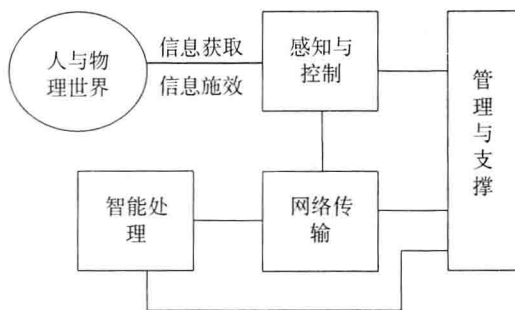 人与物
理世界
信息获取
信息施效
感知与
控制
管
理
与
支
撑
智能处
理
网络传
输